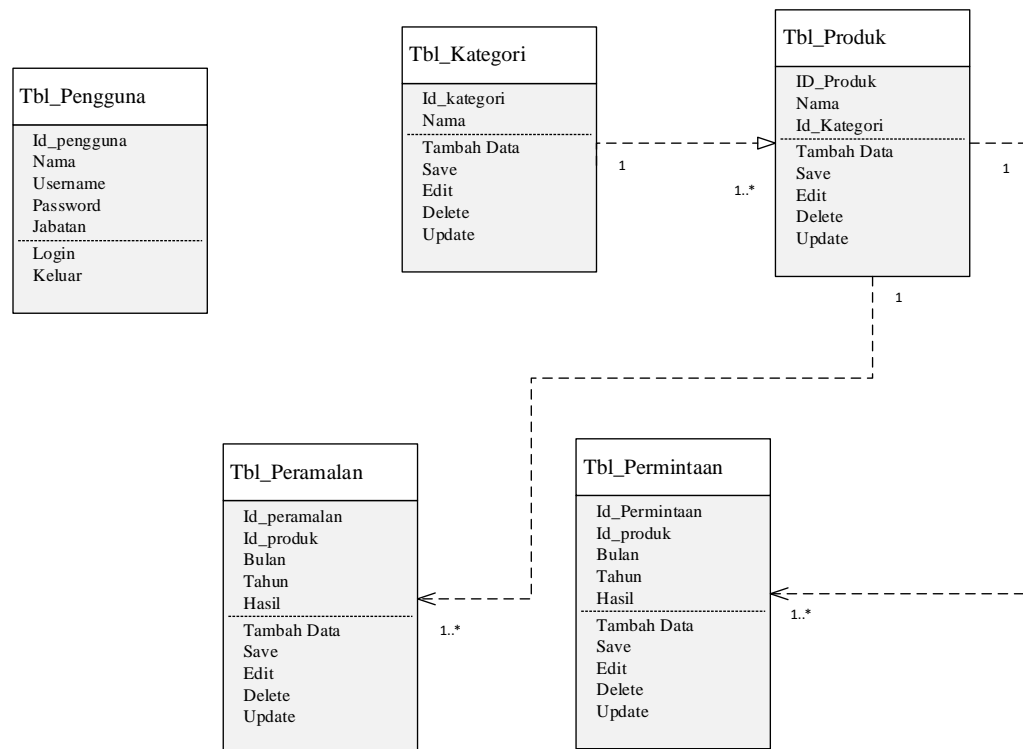 Tbl_Pengguna
Id_pengguna
Nama
Username
Password
Jabatan
Login
Keluar
Tbl_Kategori
Id_kategori
Nama
Tambah Data
Save
Edit
Delete
Update
1
1..*
Tbl_Produk
ID_Produk
Nama
Id_Kategori
Tambah Data
Save
Edit
Delete
Update
1
1
Tbl_Peramalan
Id_peramalan
Id_produk
Bulan
Tahun
Hasil
Tambah Data
Save
Edit
Delete
Update
1..*
Tbl_Permintaan
Id_Permintaan
Id_produk
Bulan
Tahun
Hasil
Tambah Data
Save
Edit
Delete
Update
1..*